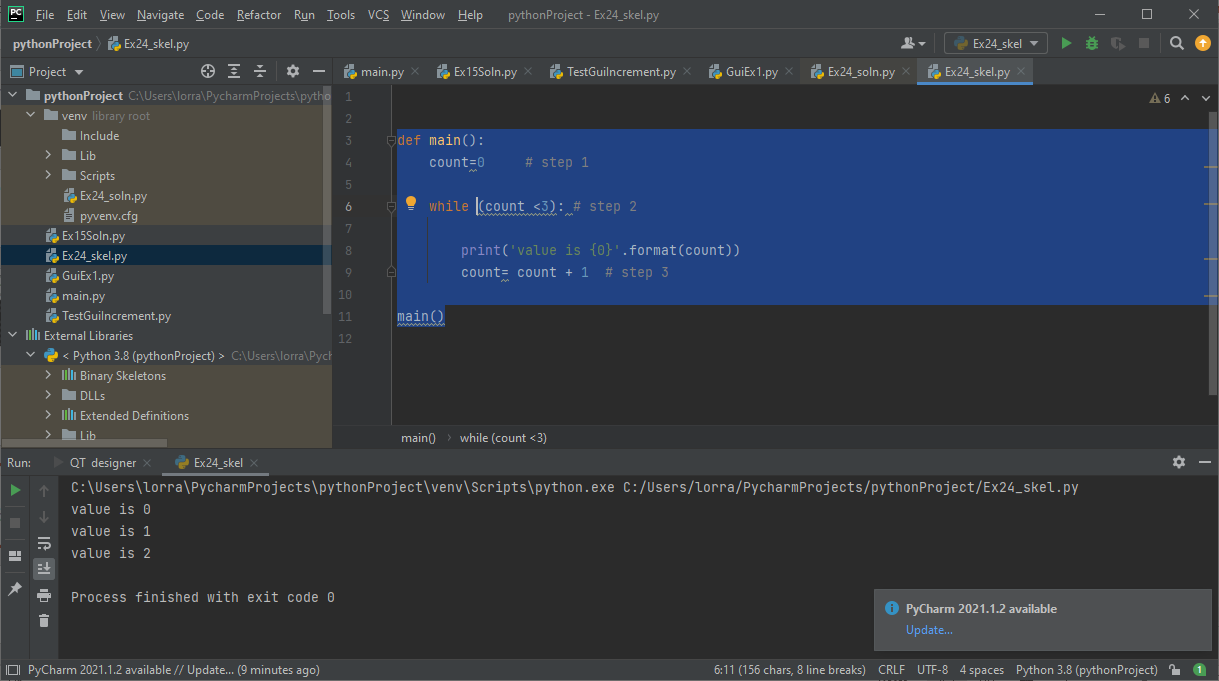 PC File Edit View Navigate Code Refactor Run Tools VCS Window Help pythonProject - Ex24_skel.py
pythonProject Ex24_skel.py Ex24_skel
Project
main.py Ex15Soln.py TestGuiIncrement.py GuiEx1.py Ex24_soln.py Ex24_skel.py
pythonProject C:\Users\lorra\PycharmProjects\pytho
venv library root
Include
Lib
Scripts
Ex24_soln.py
pyvenv.cfg
Ex15Soln.py
Ex24_skel.py
GuiEx1.py
main.py
TestGuiIncrement.py
External Libraries
< Python 3.8 (pythonProject) > C:\Users\lorra\Pych
Binary Skeletons
DLLs
Extended Definitions
Lib
6
1
2
3 def main():
4 count=0 # step 1
5
6 while (count <3): # step 2
7
8 print('value is {0}'.format(count))
9 count= count + 1 # step 3
10
11 main()
12
main() while (count <3)
Run: QT designer Ex24_skel
C:\Users\lorra\PycharmProjects\pythonProject\venv\Scripts\python.exe C:/Users/lorra/PycharmProjects/pythonProject/Ex24_skel.py
value is 0
value is 1
value is 2
Process finished with exit code 0
PyCharm 2021.1.2 available
Update...
PyCharm 2021.1.2 available // Update... (9 minutes ago) 6:11 (156 chars, 8 line breaks) CRLF UTF-8 4 spaces Python 3.8 (pythonProject) 1